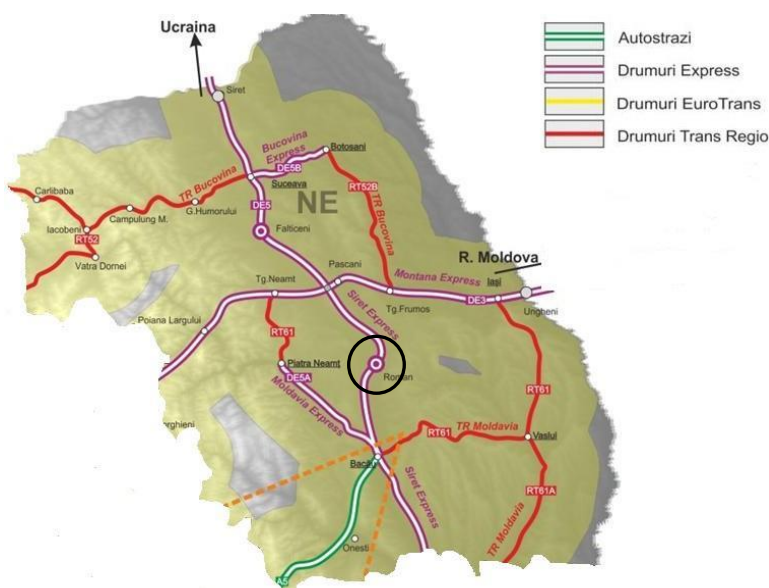 Ucraina
Autostrazi
Drumuri Express
Drumuri EuroTrans
Drumuri Trans Regio
Siret
Bucovina
Express
Botosani
DE5B
TR Bucovina
Suceava
Carlibaba
RT52B
NE
DE5
G.Humorului
Campulung M.
TR Bucovina
Iacobeni
RT52
Falticeni
Vatra Dornei
R. Moldova
Pascani
Montana Express
Iași
Tg.Neamt
DE3
Siret Express
Tg.Frumos
Ungheni
Poiana Largului
RT61
Piatra Neamt
DE5A
Roman
RT61
Moldavia Express
orghieni
RT61
TR Moldavia
Vaslui
Bacău
Siret Express
RT61A
TR Moldavia
Onesti
A5